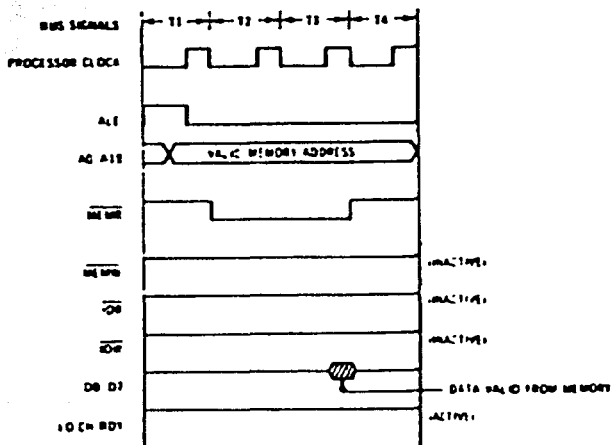 BUS SIGNALS
T1 T2 T3 T4
PROCESSOR CLOCK
ALE
A0 A19
VALID MEMORY ADDRESS
MEMR
MEMW
(INACTIVE)
IOR
(INACTIVE)
IOW
(INACTIVE)
D0 D7
DATA VALID FROM MEMORY
I/O CH RDY
(ACTIVE)